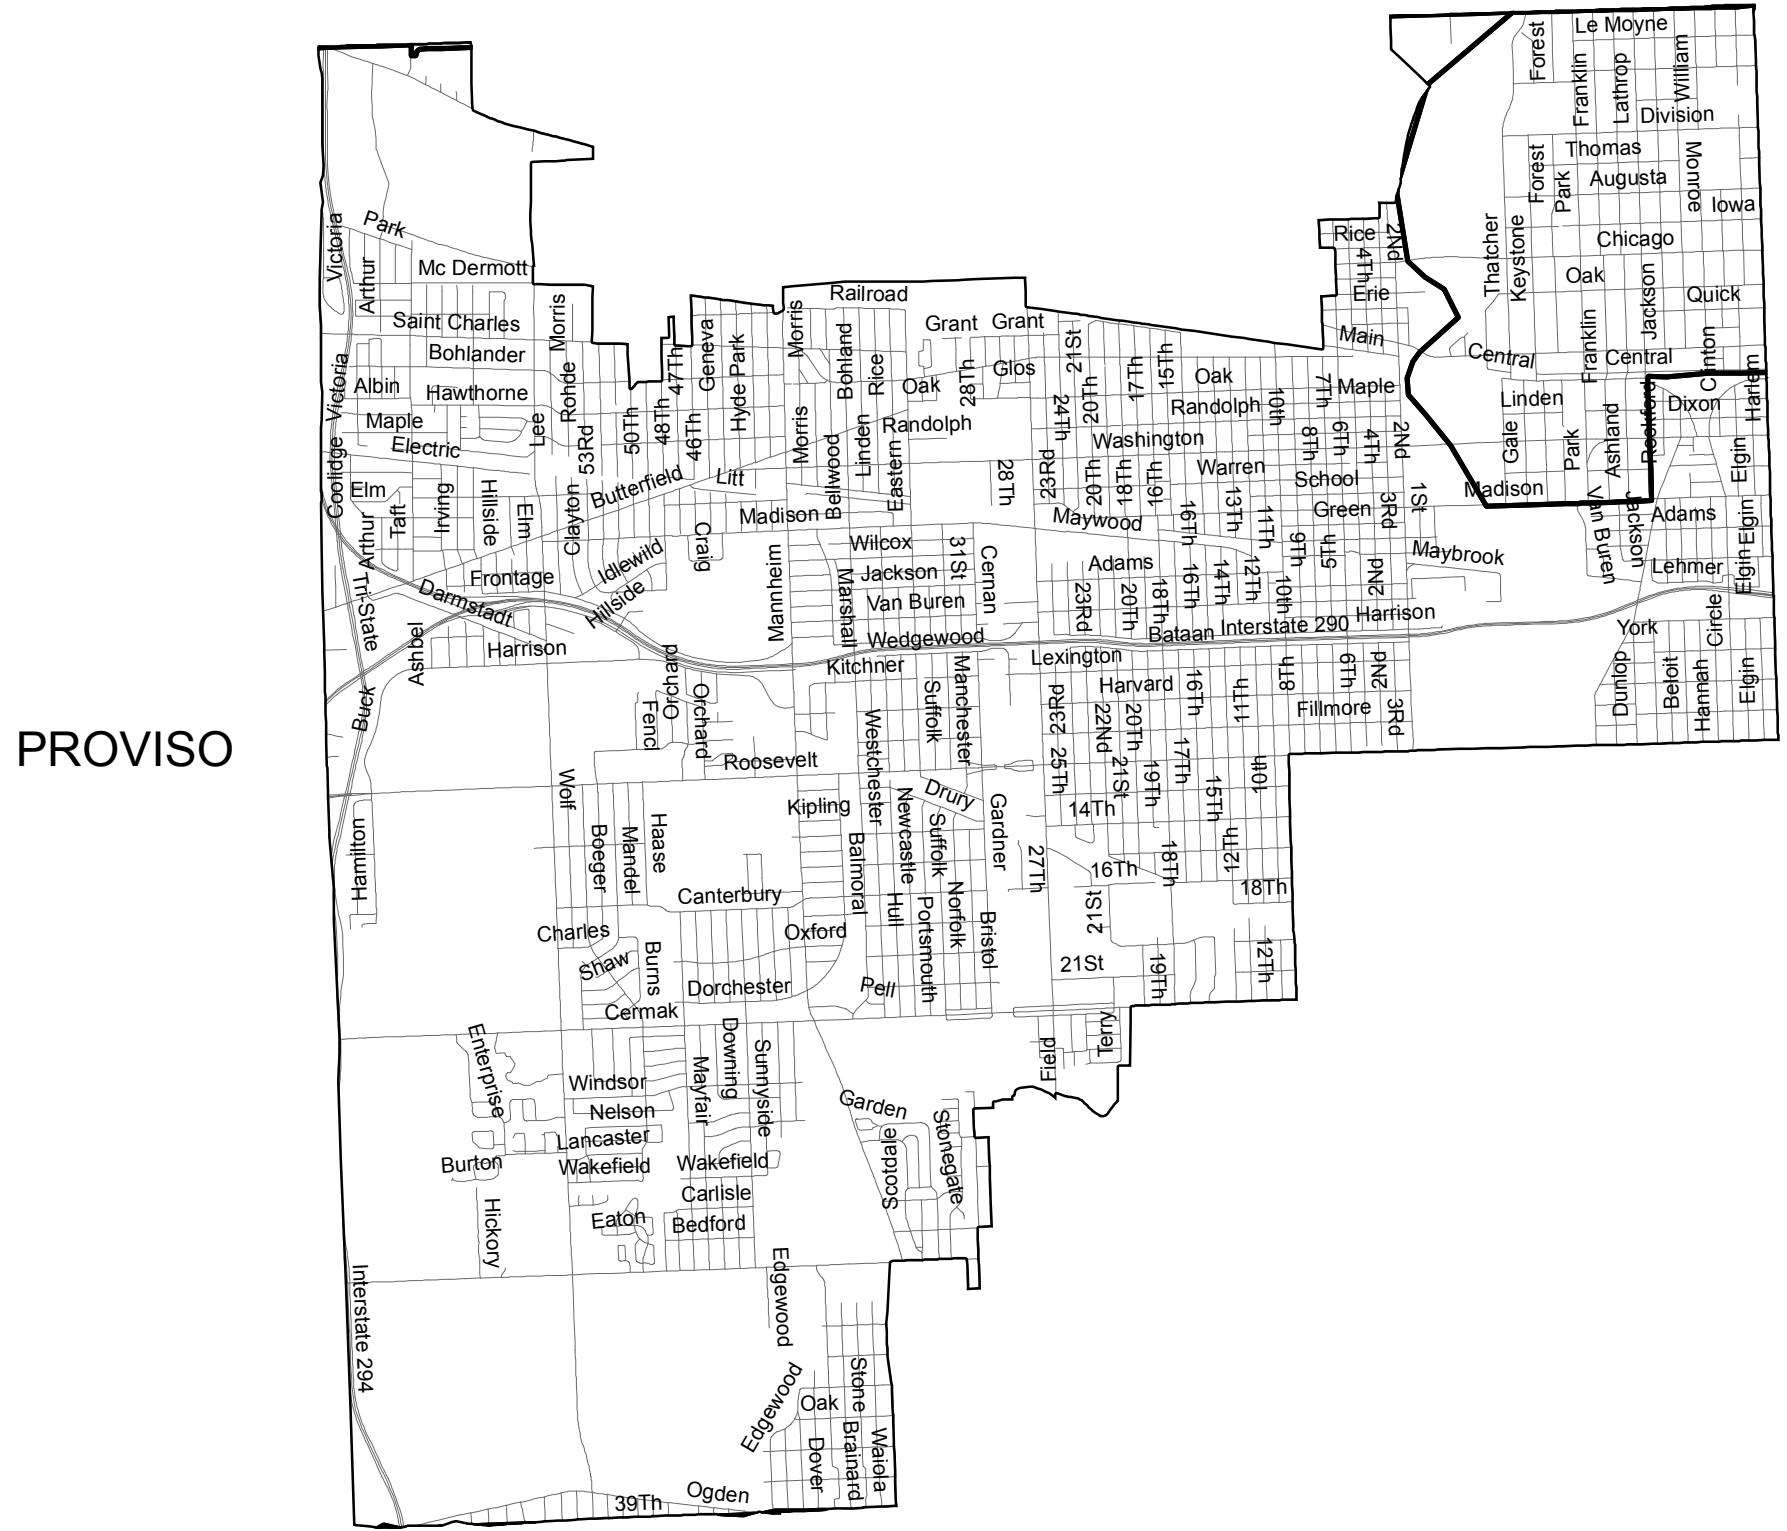 Le Moyne
Forest
Franklin
Lathrop
William
Division
Thomas
Forest
Park
Augusta
Monroe
Iowa
Thatcher
Keystone
Chicago
Rice
2Nd
4Th
Erie
Oak
Jackson
Quick
Main
Central
Franklin
Central
Clinton
Harlem
Victoria
Park
Arthur
Mc Dermott
Saint Charles
Morris
Bohlander
Victoria
Albin
Hawthorne
Rohde
Maple
Electric
Lee
53Rd
50Th
48Th
47Th
46Th
Geneva
Hyde Park
Morris
Railroad
Bohland
Rice
Grant
Grant
Oak
28Th
Glos
21St
24Th
20Th
17Th
15Th
Oak
10th
7Th
Maple
Randolph
Randolph
Washington
8Th
6Th
4Th
2Nd
Linden
Gale
Park
Ashland
Rockford
Dixon
Elgin
Coolidge
Elm
Taft
Irving
Hillside
Elm
Clayton
Butterfield
Litt
Morris
Bellwood
Linden
Eastern
Madison
28Th
23Rd
20Th
18Th
16Th
Warren
School
13Th
11Th
Green
3Rd
1St
Madison
Van Buren
Jackson
Adams
Elgin
Arthur
Craig
Idlewild
Frontage
Hillside
Darmstadt
Tri-State
Mannheim
Wilcox
Jackson
31St
Marshall
Van Buren
Cernan
Wedgewood
Maywood
16Th
Adams
23Rd
20Th
18Th
16Th
14Th
12Th
10th
9Th
5Th
2Nd
Maybrook
Lehmer
Elgin
Harrison
Interstate 290
Bataan
York
Circle
Ashbel
Harrison
Orchard
Orchard
Fencl
Buck
Kitchner
Lexington
Suffolk
Manchester
Westchester
Harvard
23Rd
22Nd
20Th
16Th
11Th
8Th
6Th
2Nd
3Rd
Fillmore
Dunlop
Beloit
Hannah
Elgin
PROVISO
Roosevelt
25Th
21St
19Th
17Th
15Th
10th
Wolf
Kipling
Drury
Newcastle
Suffolk
Gardner
14Th
12Th
Hamilton
Boeger
Mandel
Haase
Balmoral
27Th
16Th
18Th
18Th
Canterbury
Hull
Portsmouth
Norfolk
Bristol
21St
Charles
Shaw
Burns
Oxford
21St
19Th
12Th
Dorchester
Pell
Cermak
Enterprise
Downing
Sunnyside
Mayfair
Field
Terry
Windsor
Nelson
Lancaster
Garden
Scotdale
Stonegate
Burton
Wakefield
Wakefield
Carlisle
Hickory
Eaton
Bedford
Edgewood
Interstate 294
Edgewood
Stone
Oak
Brainard
Waiola
Dover
Ogden
39Th